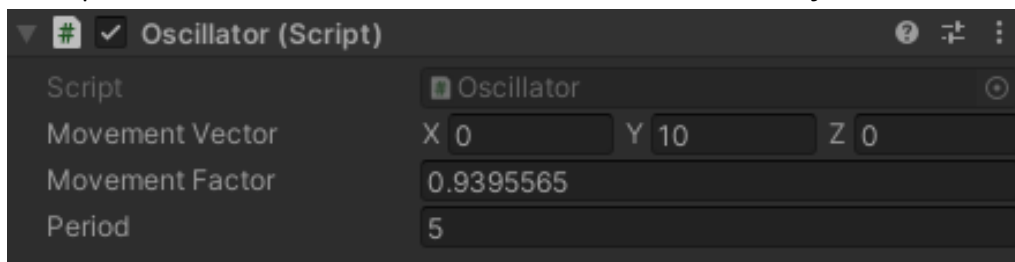 Oscillator (Script)
Script Oscillator
Movement Vector X 0 Y 10 Z 0
Movement Factor 0.9395565
Period 5